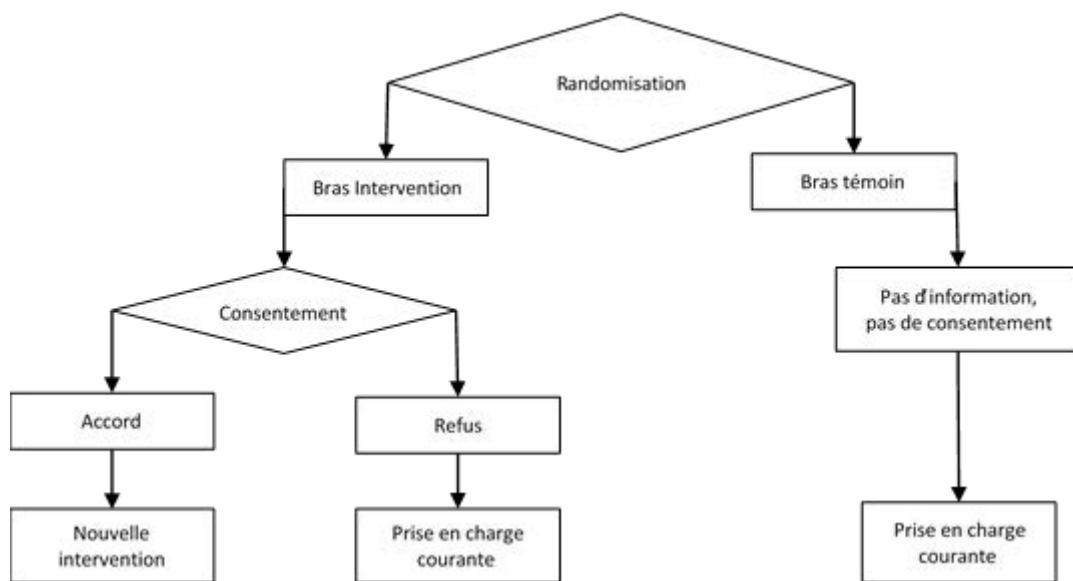 Randomisation
Bras Intervention
Bras témoin
Consentement
Pas d'information,
pas de consentement
Accord
Refus
Nouvelle
intervention
Prise en charge
courante
Prise en charge
courante